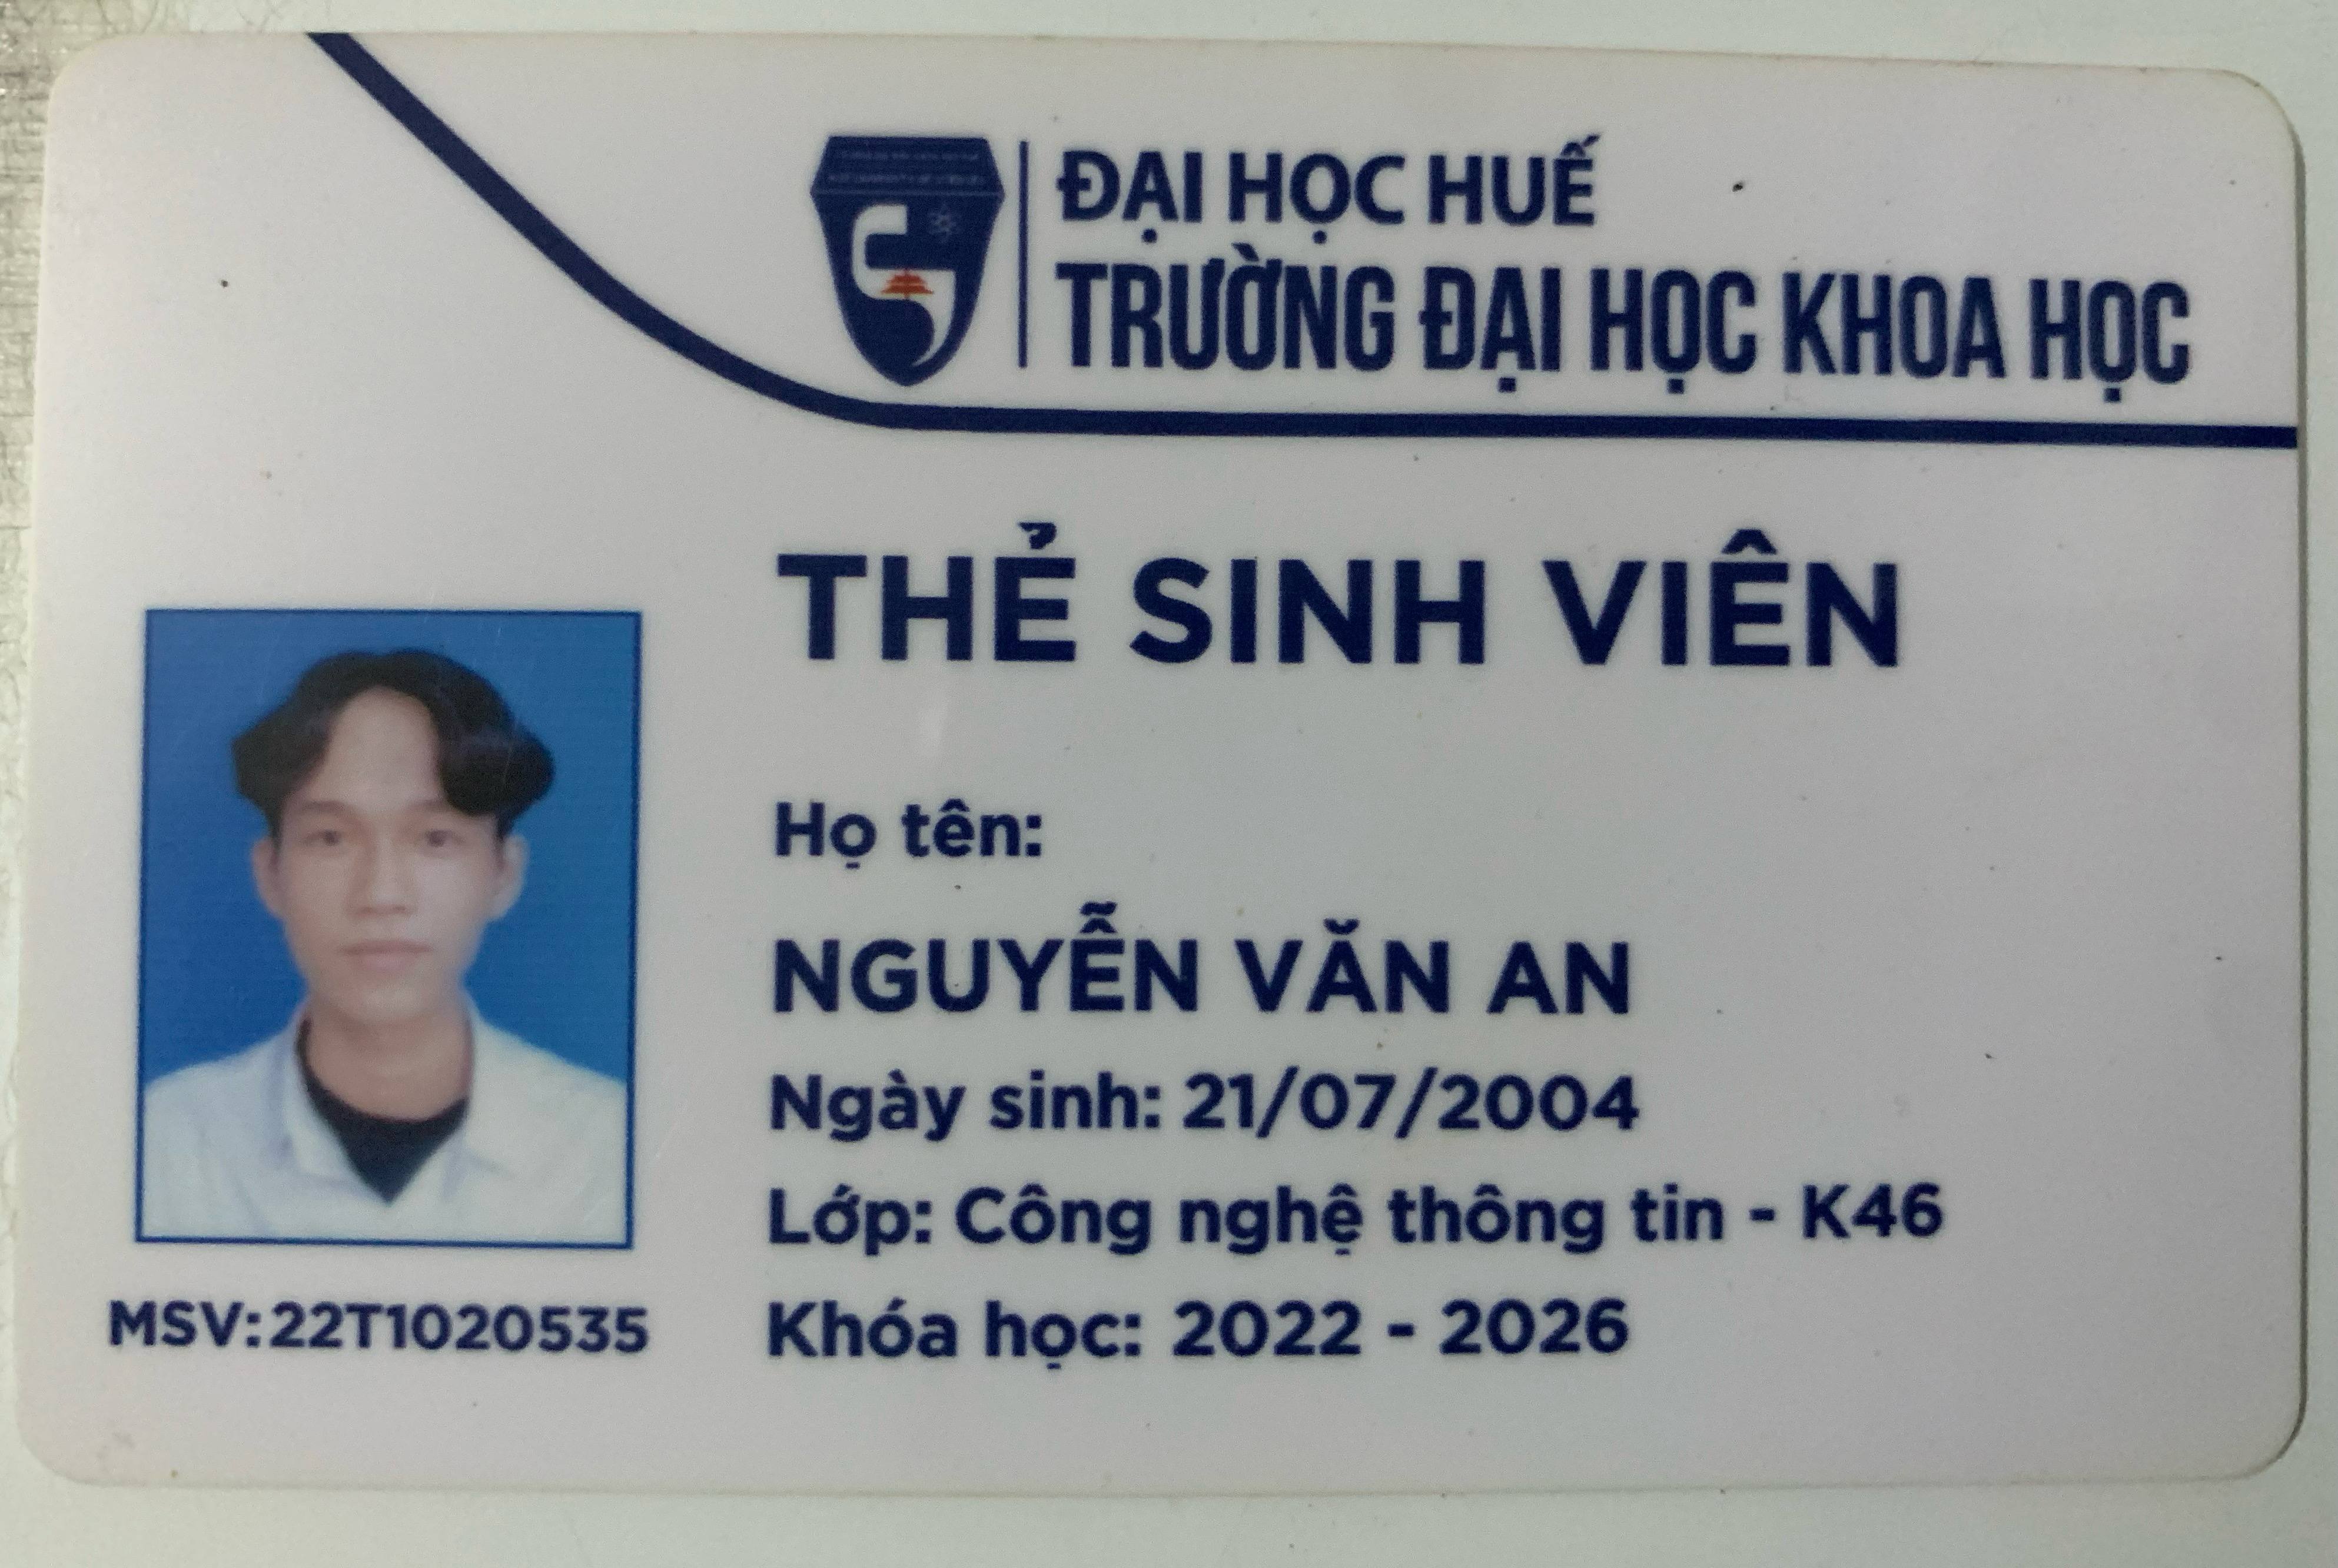 ĐẠI HỌC HUẾ
TRƯỜNG ĐẠI HỌC KHOA HỌC
THẺ SINH VIÊN
Họ tên:
NGUYỄN VĂN AN
Ngày sinh: 21/07/2004
Lớp: Công nghệ thông tin - K46
Khóa học: 2022 - 2026
MSV:22T1020535